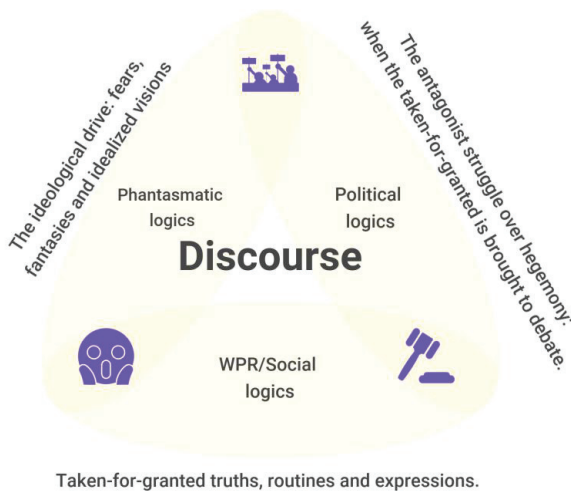 The ideological drive: fears,
fantasies and idealized visions
The antagonist struggle over hegemony:
when the taken-for-granted is brought to debate.
Phantasmatic
logics
Political
logics
Discourse
WPR/Social
logics
Taken-for-granted truths, routines and expressions.